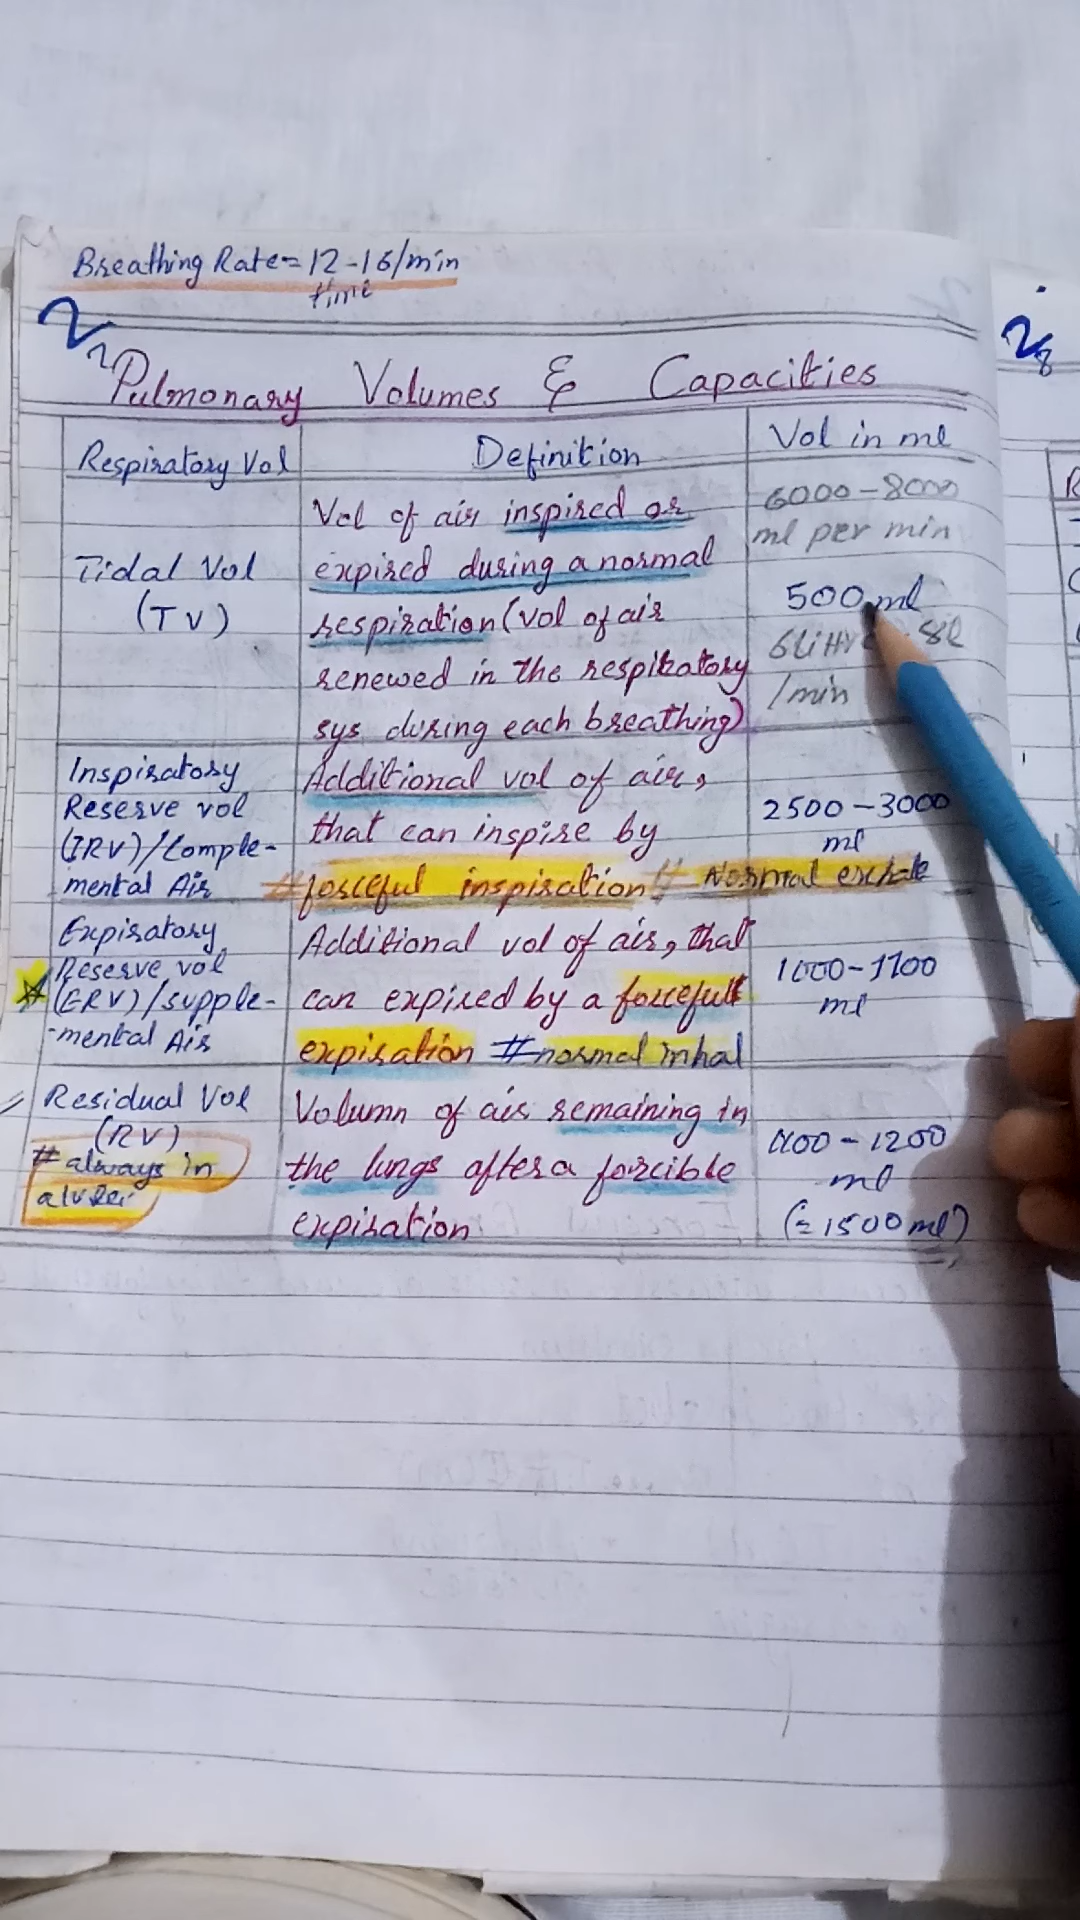 Breathing Rate = 12-16/min
time
Pulmonary Volumes & Capacities
Respiratory Vol
Definition
Vol in ml
Tidal Vol
(TV)
Vol of air inspired or
expired during a normal
respiration (vol of air
renewed in the respiratory
sys during each breathing)
6000-8000
ml per min
500 ml
8l
/min
Inspiratory
Reserve vol
(IRV)/Comple-
mental Air
Additional vol of air,
that can inspire by
#forceful inspiration # Normal
2500-3000
ml
Expiratory
Reserve vol
(ERV)/supple-
-mental Air
Additional vol of air, that
can expired by a forcefull
expiration #normal inhal
1000-1100
ml
Residual Vol
(RV)
#always in
Volumn of air remaining in
the lungs after a forcible
expiration
1100-1200
ml
(= 1500 ml)
28